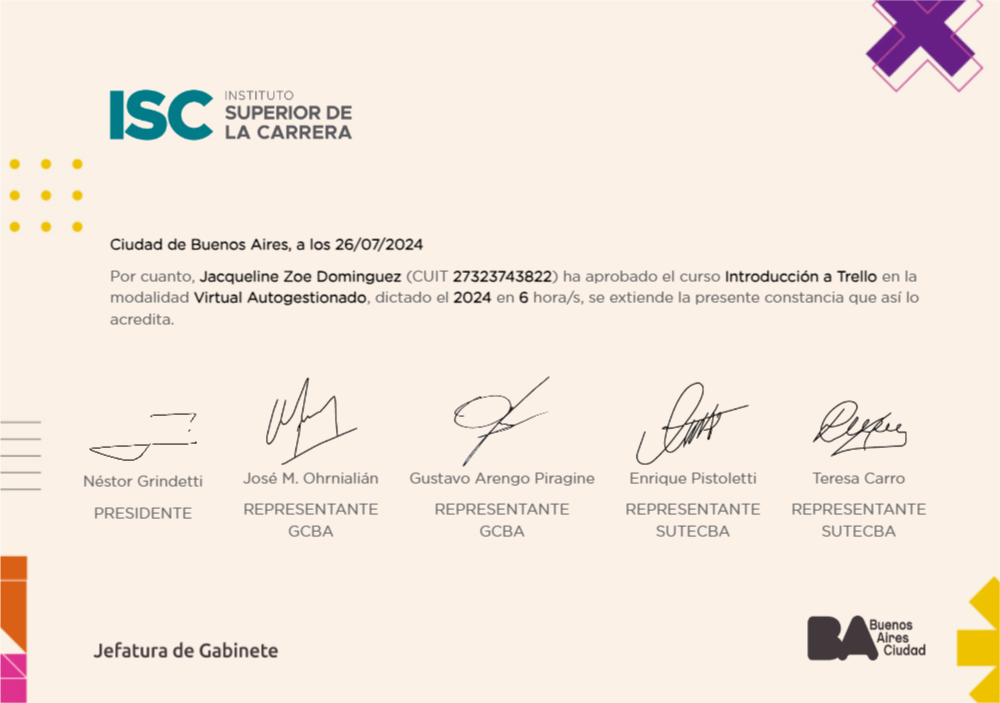 ISC INSTITUTO
SUPERIOR DE
LA CARRERA
Ciudad de Buenos Aires, a los 26/07/2024
Por cuanto, Jacqueline Zoe Dominguez (CUIT 27323743822) ha aprobado el curso Introducción a Trello en la
modalidad Virtual Autogestionado, dictado el 2024 en 6 hora/s, se extiende la presente constancia que así lo
acredita.
Néstor Grindetti
PRESIDENTE
José M. Ohrnialián
REPRESENTANTE
GCBA
Gustavo Arengo Piragine
REPRESENTANTE
GCBA
Enrique Pistoletti
REPRESENTANTE
SUTECBA
Teresa Carro
REPRESENTANTE
SUTECBA
Jefatura de Gabinete
BA Buenos
Aires
Ciudad